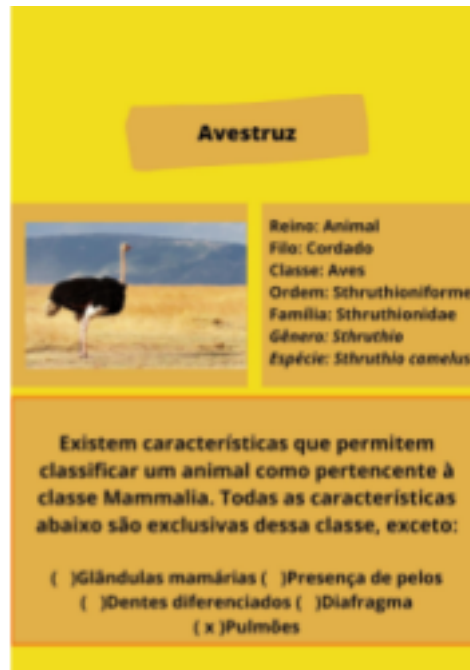 Avestruz
Reino: Animal
Filo: Cordado
Classe: Aves
Ordem: Sthruthioniforme
Família: Sthruthionidae
Gênero: Sthruthio
Espécie: Sthruthio camelus
Existem características que permitem
classificar um animal como pertencente à
classe Mammalia. Todas as características
abaixo são exclusivas dessa classe, exceto:
( )Glândulas mamárias ( )Presença de pelos
( )Dentes diferenciados ( )Diafragma
( x )Pulmões